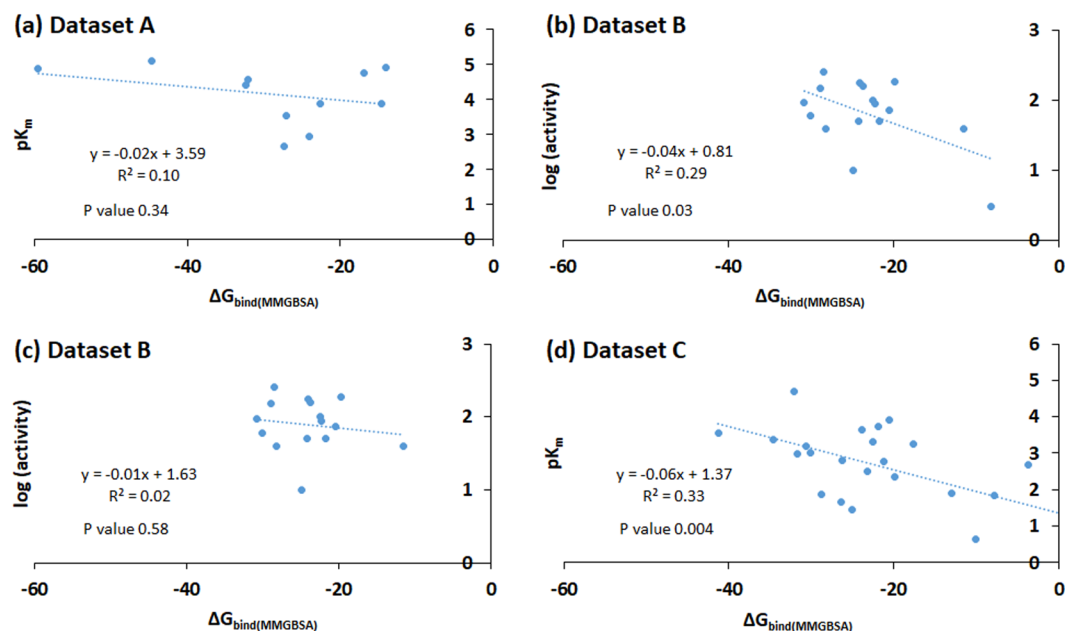 (a) Dataset A
6
5
4
3
2
1
0
pKm
y = -0.02x + 3.59
R² = 0.10
P value 0.34
-60
-40
-20
0
ΔGbind(MMGBSA)
(b) Dataset B
3
2
1
0
log (activity)
y = -0.04x + 0.81
R² = 0.29
P value 0.03
-60
-40
-20
0
ΔGbind(MMGBSA)
(c) Dataset B
3
2
1
0
log (activity)
y = -0.01x + 1.63
R² = 0.02
P value 0.58
-60
-40
-20
0
ΔGbind(MMGBSA)
(d) Dataset C
6
5
4
3
2
1
0
pKm
y = -0.06x + 1.37
R² = 0.33
P value 0.004
-60
-40
-20
0
ΔGbind(MMGBSA)